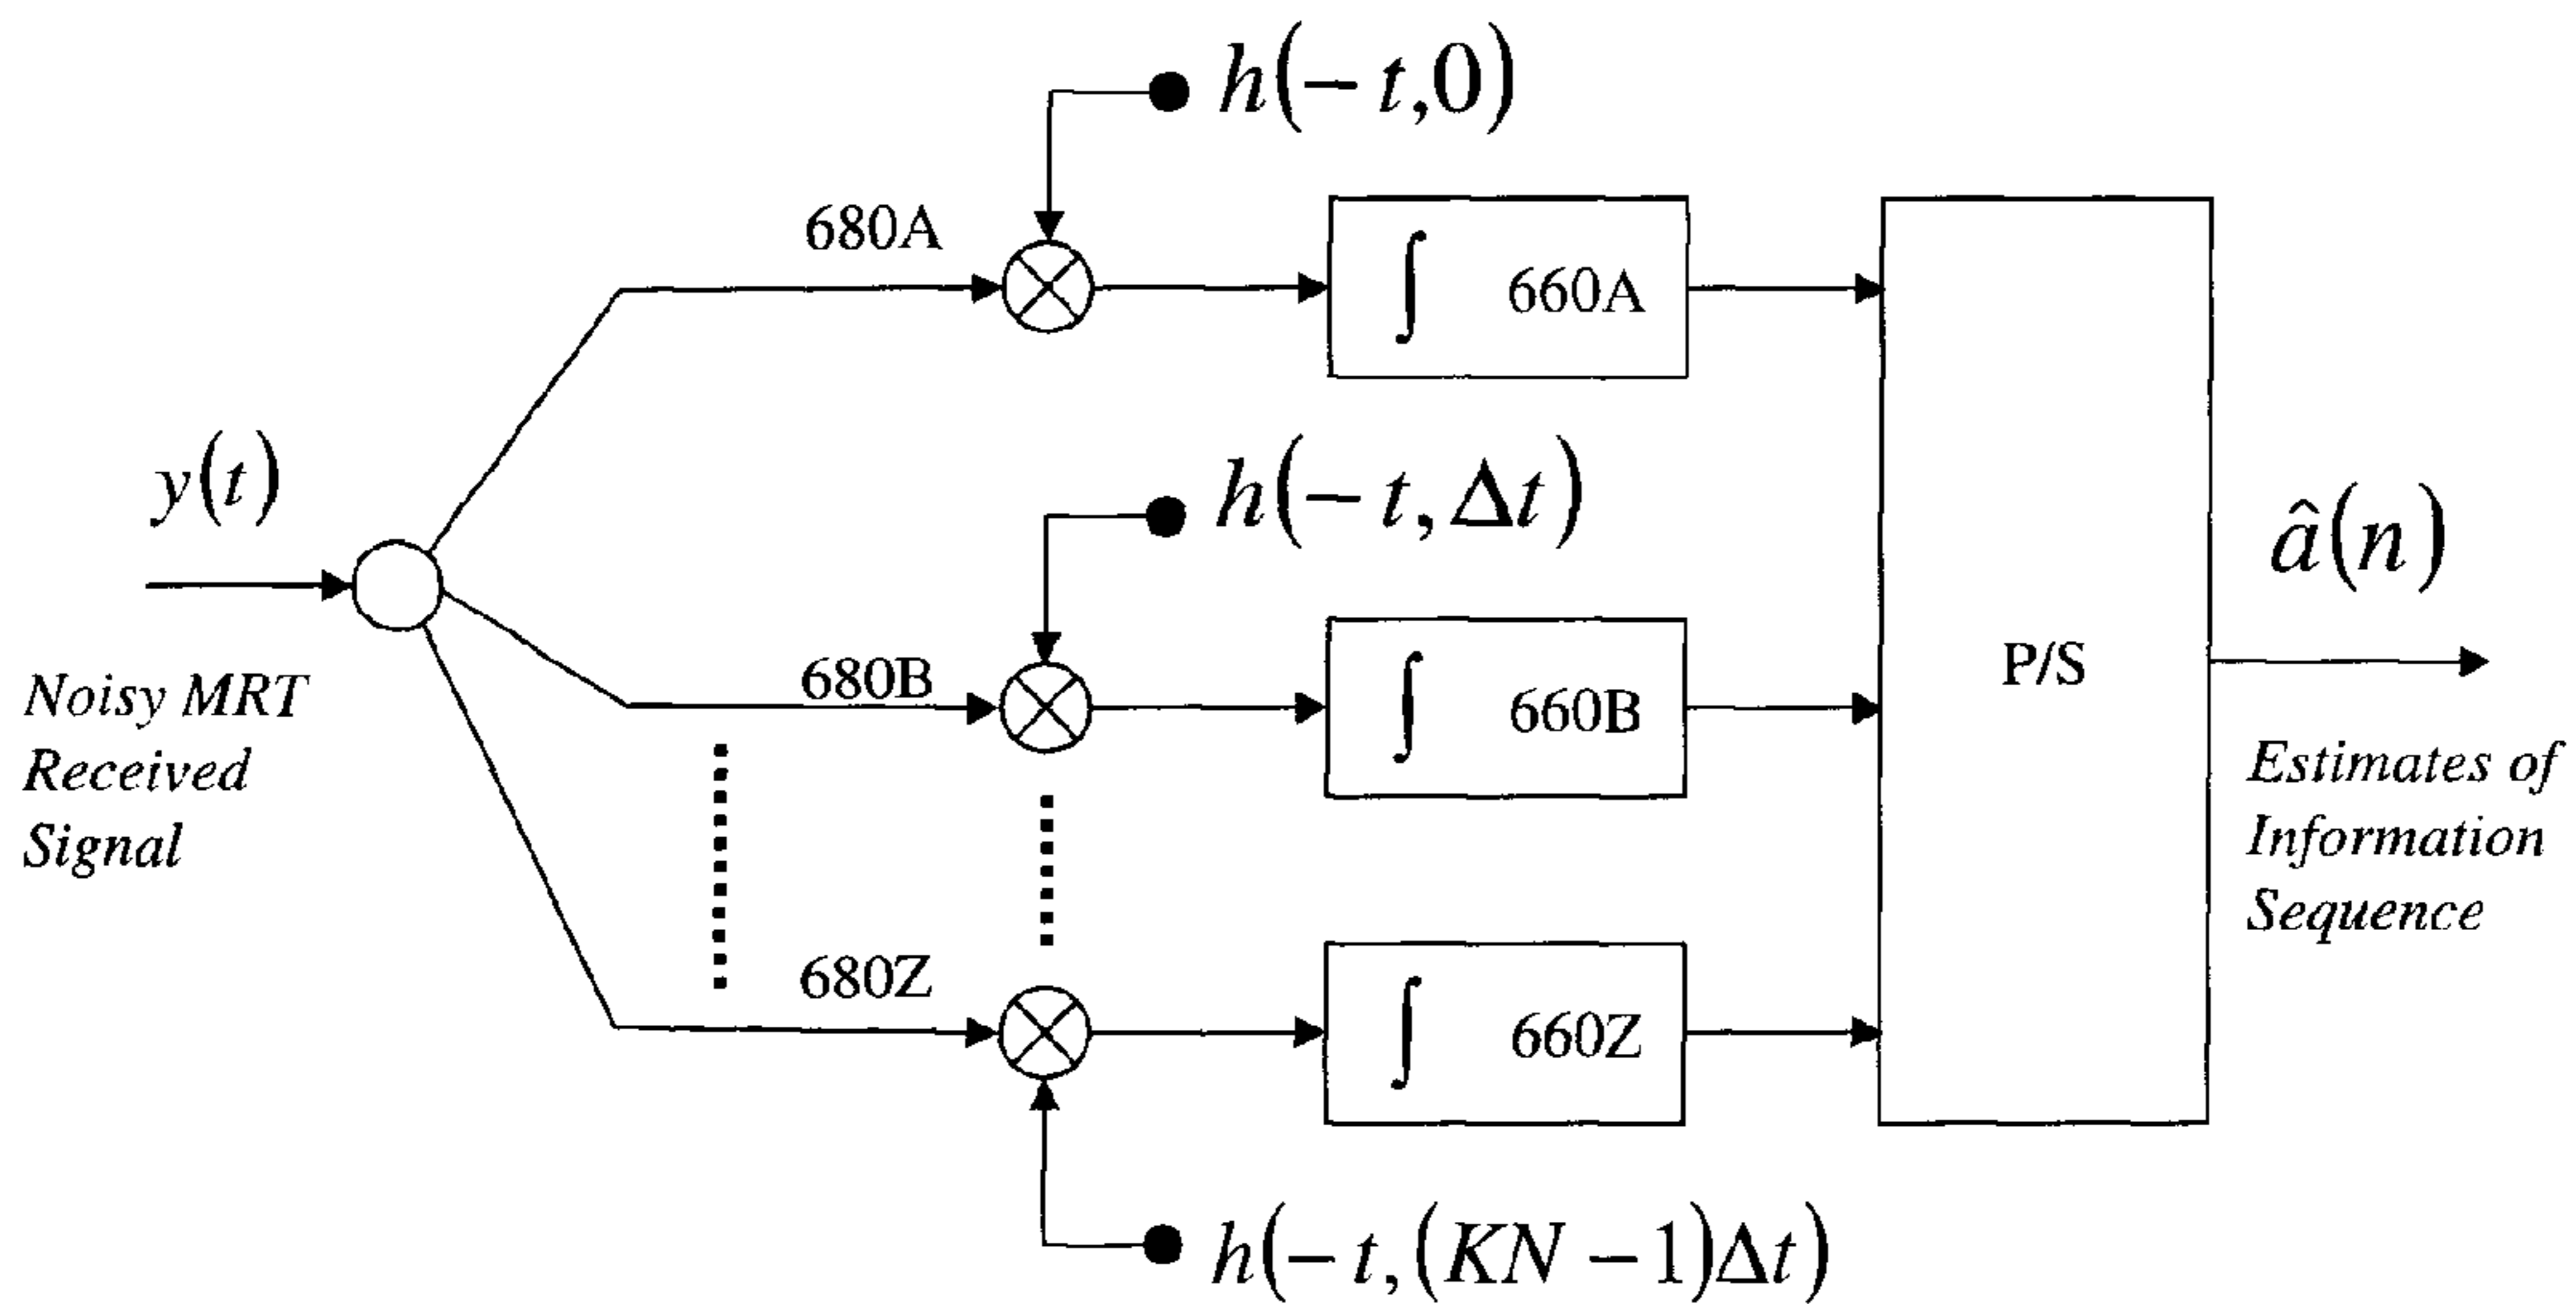 h(− t,0)
680A
∫ 660A
y(t)
h(− t, Δt)
â(n)
680B
∫ 660B
P/S
Noisy MRT
Received
Signal
Estimates of
Information
Sequence
680Z
∫ 660Z
h(− t, (KN − 1)Δt)